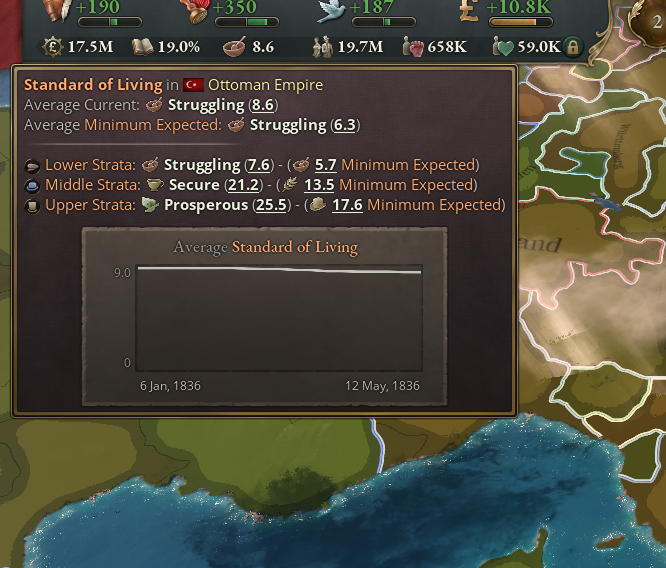 +190 +350 +187 +10.8K
17.5M 19.0% 8.6 19.7M 658K 59.0K 2
Standard of Living in Ottoman Empire
Average Current: Struggling (8.6)
Average Minimum Expected: Struggling (6.3)
Lower Strata: Struggling (7.6) - ( 5.7 Minimum Expected)
Middle Strata: Secure (21.2) - ( 13.5 Minimum Expected)
Upper Strata: Prosperous (25.5) - ( 17.6 Minimum Expected)
Average Standard of Living
9.0
0
6 Jan, 1836 12 May, 1836
and